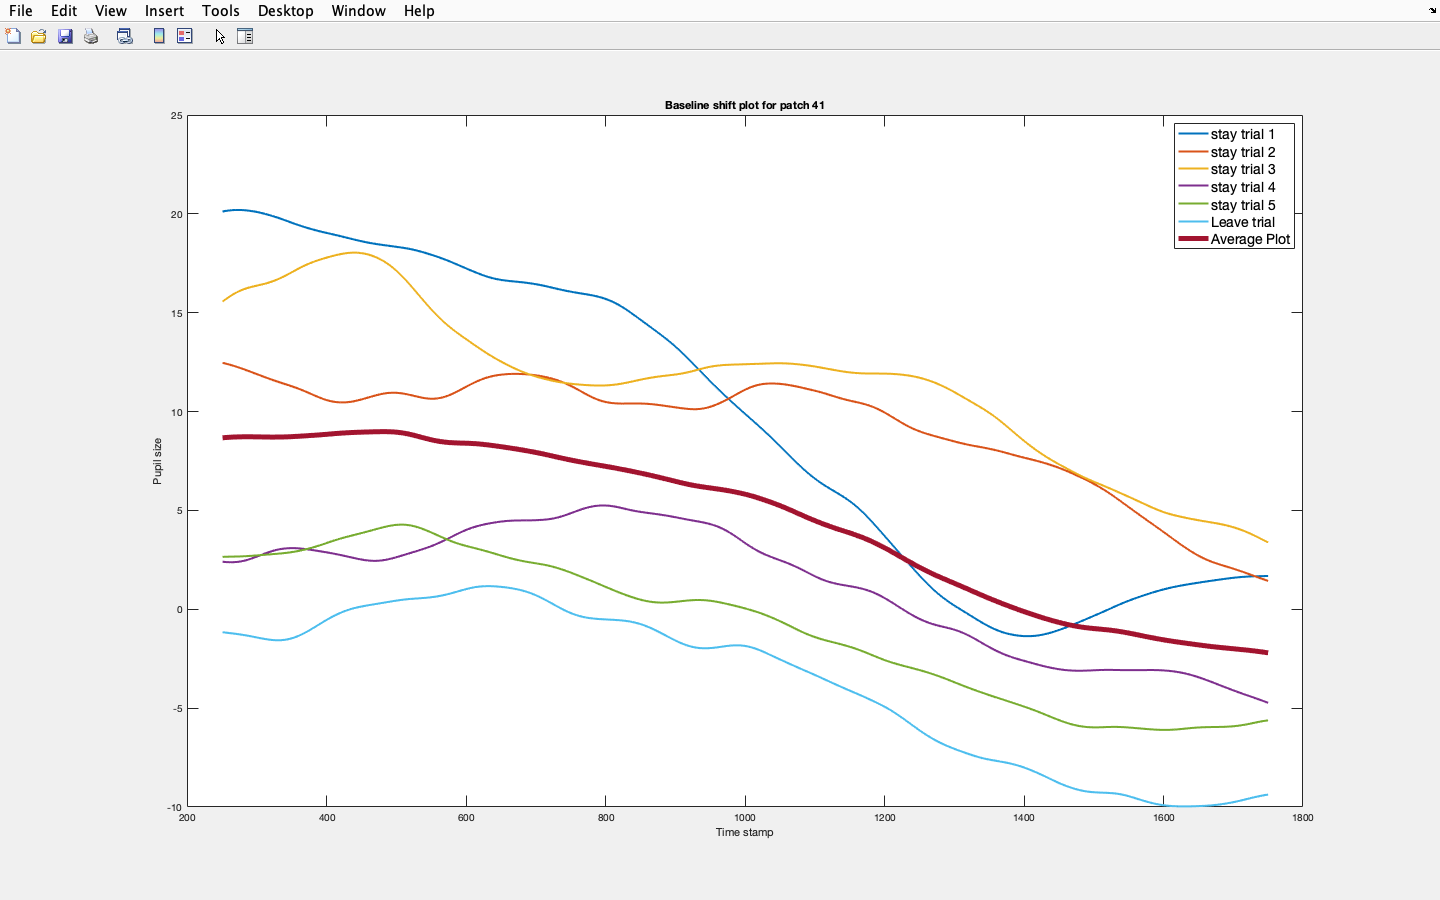 File Edit View Insert Tools Desktop Window Help
Baseline shift plot for patch 41
25
20
15
10
5
0
-5
-10
Pupil size
stay trial 1
stay trial 2
stay trial 3
stay trial 4
stay trial 5
Leave trial
Average Plot
200 400 600 800 1000 1200 1400 1600 1800
Time stamp